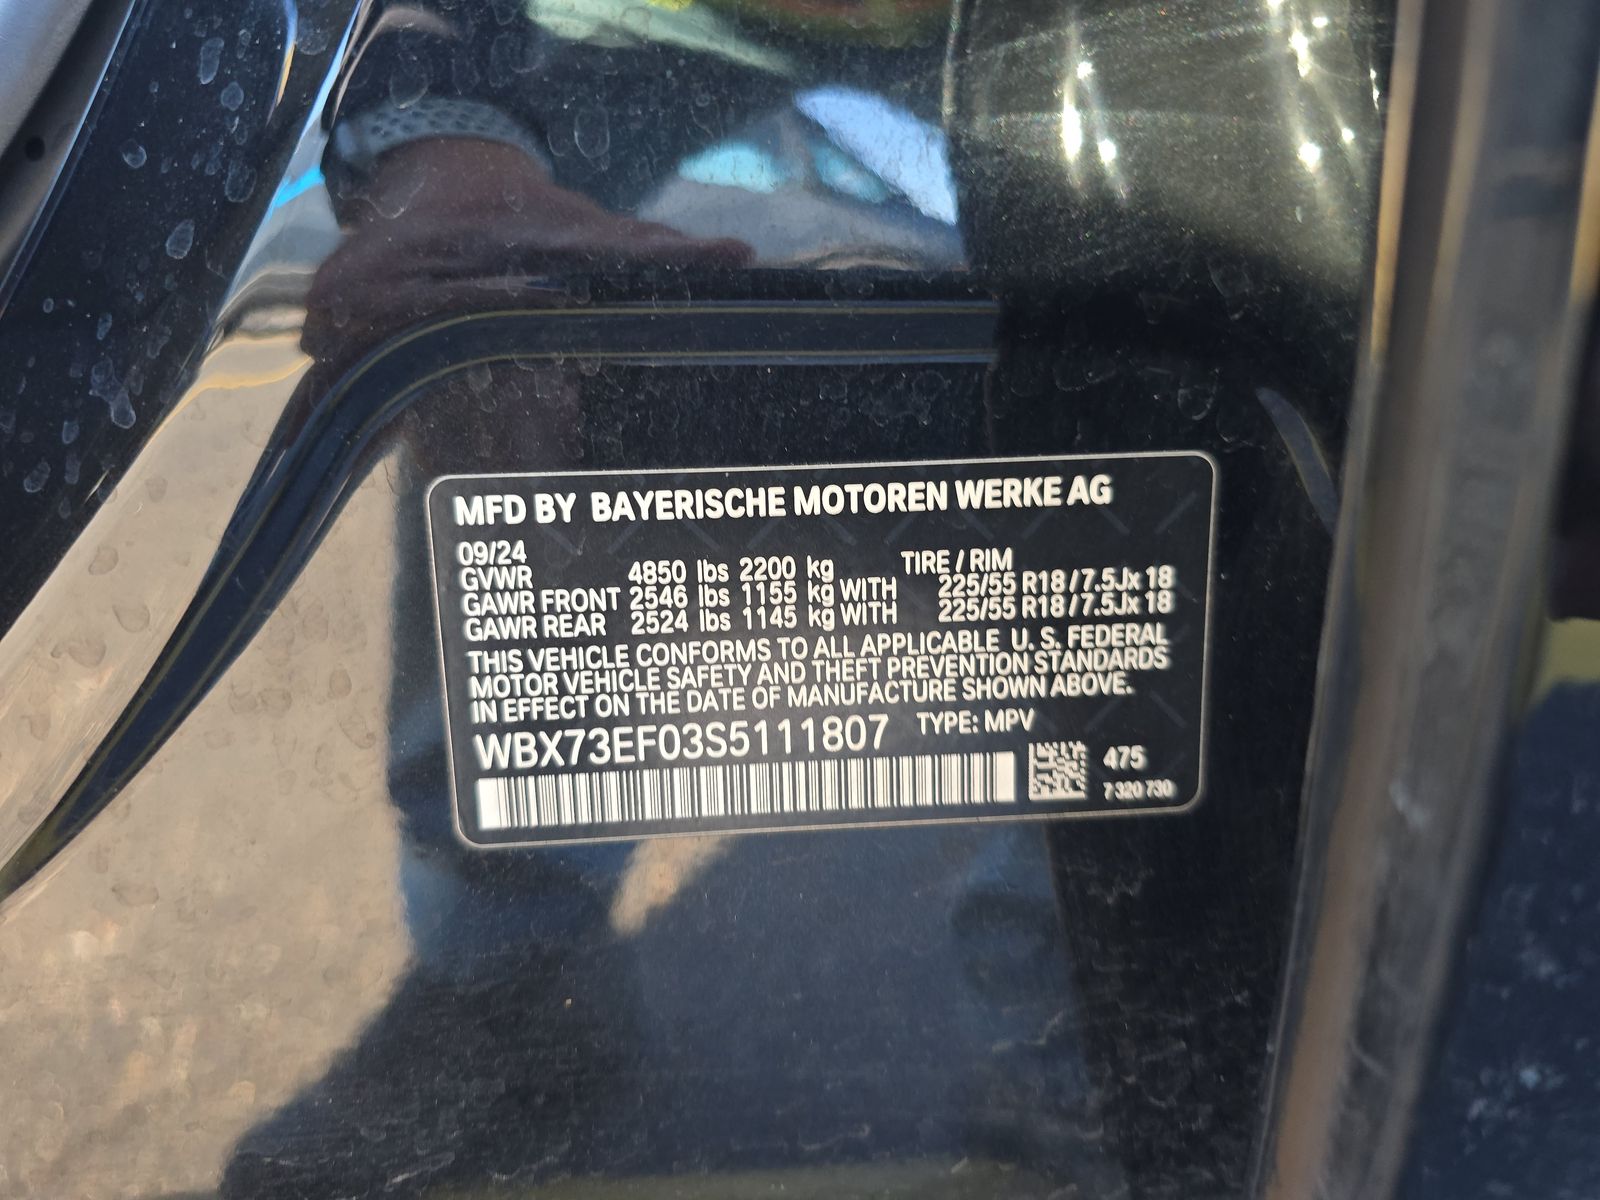 MFD BY BAYERISCHE MOTOREN WERKE AG
09/24 TIRE / RIM
GVWR 4850 lbs 2200 kg
GAWR FRONT 2546 lbs 1155 kg WITH 225/55 R18 / 7.5Jx 18
GAWR REAR 2524 lbs 1145 kg WITH 225/55 R18 / 7.5Jx 18
THIS VEHICLE CONFORMS TO ALL APPLICABLE U. S. FEDERAL
MOTOR VEHICLE SAFETY AND THEFT PREVENTION STANDARDS
IN EFFECT ON THE DATE OF MANUFACTURE SHOWN ABOVE.
WBX73EF03S5111807 TYPE: MPV
475
7 320 730